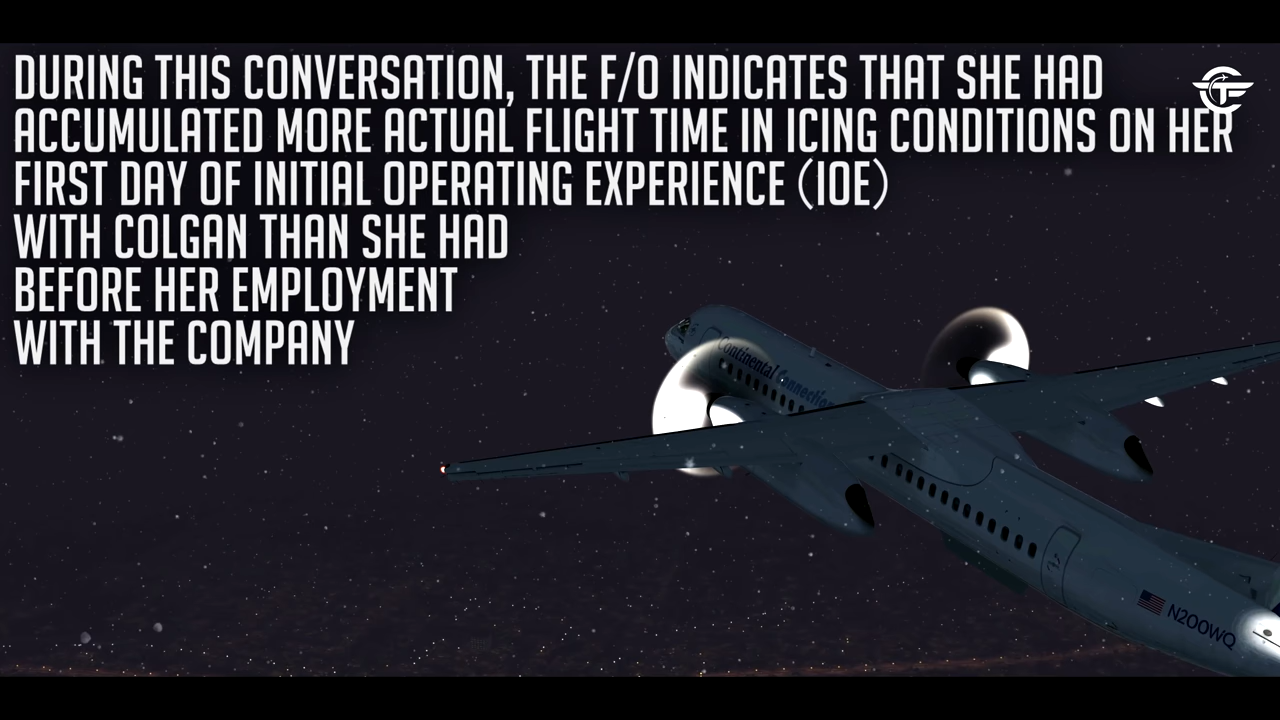 DURING THIS CONVERSATION, THE F/O INDICATES THAT SHE HAD
ACCUMULATED MORE ACTUAL FLIGHT TIME IN ICING CONDITIONS ON HER
FIRST DAY OF INITIAL OPERATING EXPERIENCE (IOE)
WITH COLGAN THAN SHE HAD
BEFORE HER EMPLOYMENT
WITH THE COMPANY
Continental Connection
N200WQ